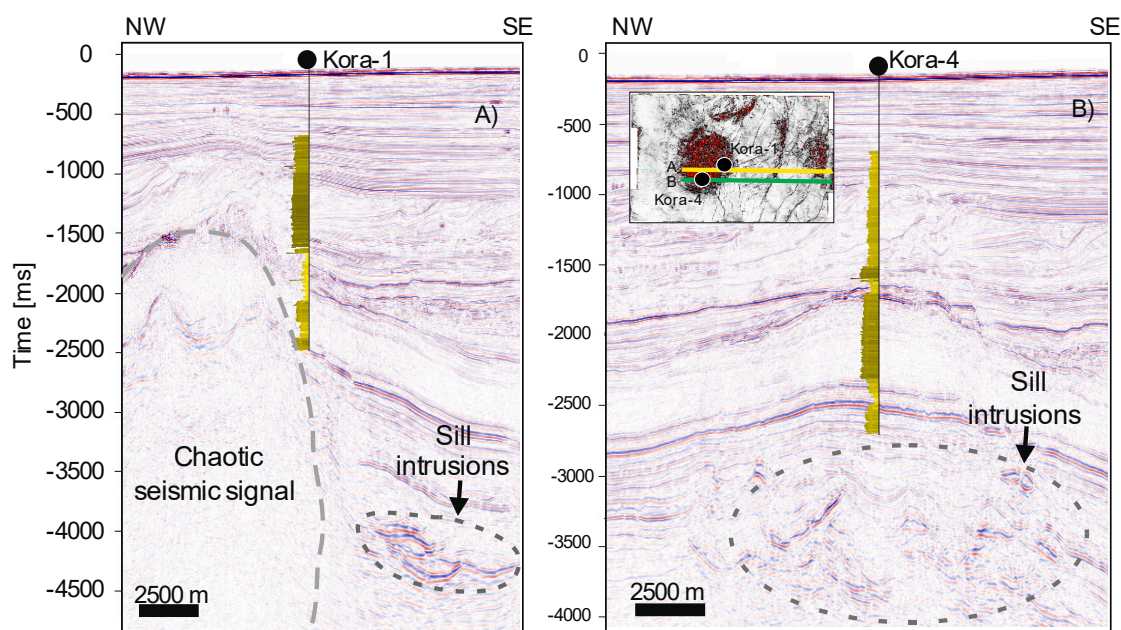 NW
SE
Kora-1
A)
Time [ms]
0
-500
-1000
-1500
-2000
-2500
-3000
-3500
-4000
-4500
Chaotic
seismic signal
Sill
intrusions
2500 m
NW
SE
Kora-4
B)
0
-500
-1000
-1500
-2000
-2500
-3000
-3500
-4000
Kora-1
A
B
Kora-4
Sill
intrusions
2500 m